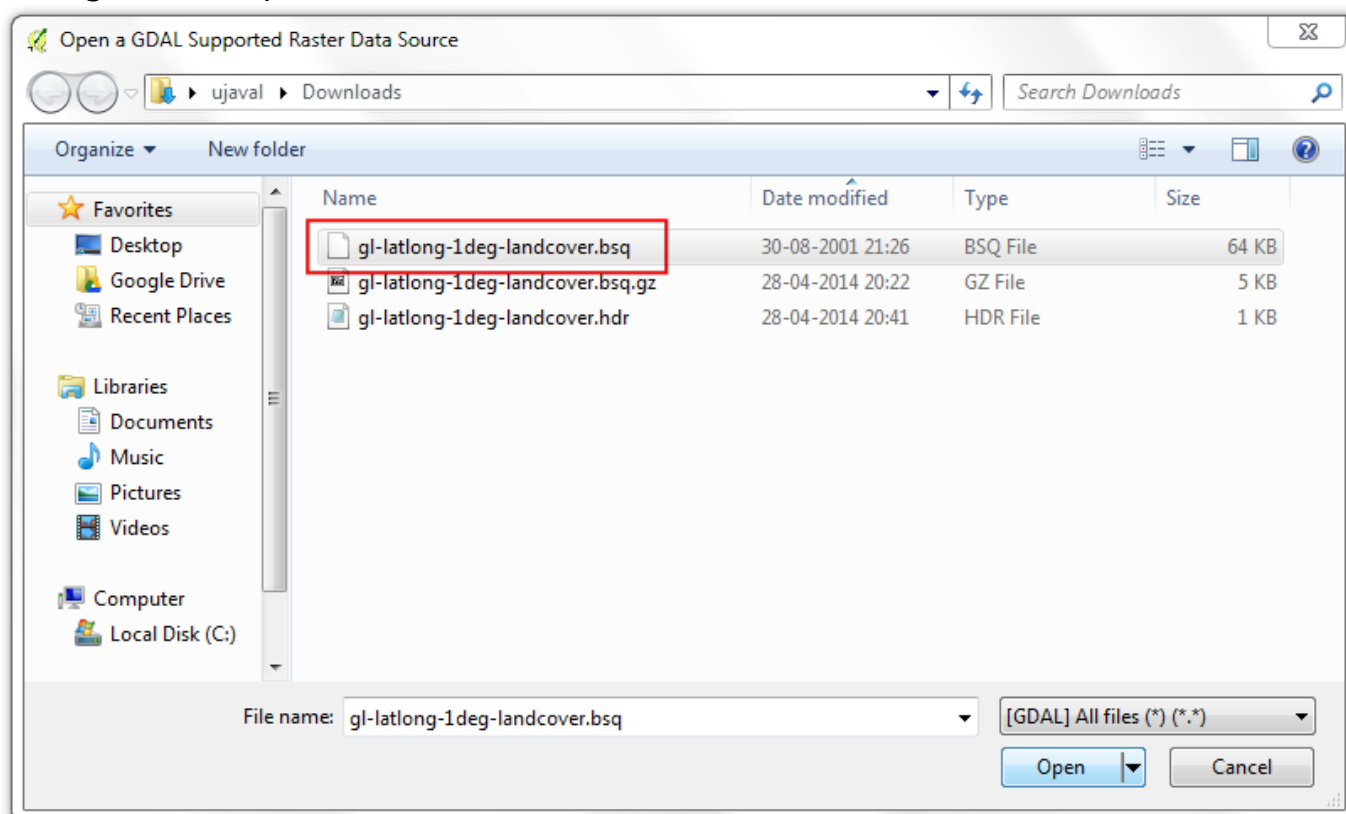 Open a GDAL Supported Raster Data Source
ujaval Downloads Search Downloads
Organize New folder
Name Date modified Type Size
Favorites
Desktop gl-latlong-1deg-landcover.bsq 30-08-2001 21:26 BSQ File 64 KB
Google Drive gl-latlong-1deg-landcover.bsq.gz 28-04-2014 20:22 GZ File 5 KB
Recent Places gl-latlong-1deg-landcover.hdr 28-04-2014 20:41 HDR File 1 KB
Libraries
Documents
Music
Pictures
Videos
Computer
Local Disk (C:)
File name: gl-latlong-1deg-landcover.bsq [GDAL] All files (*) (*.*)
Open Cancel